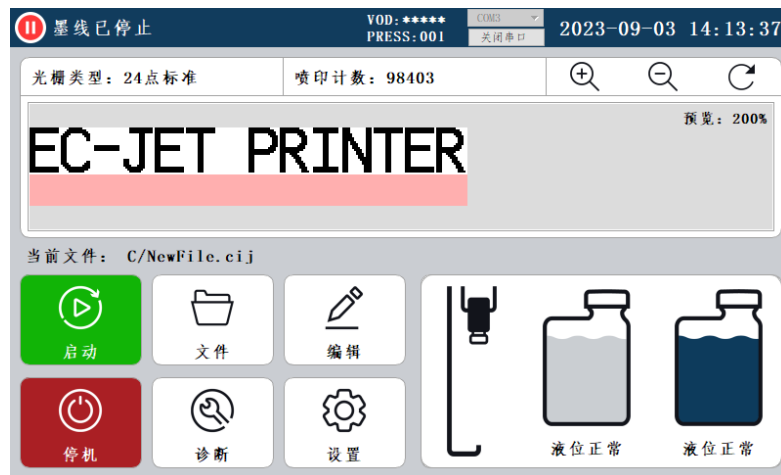 墨线已停止
VOD:*****
PRESS:001
COM3
关闭串口
2023-09-03 14:13:37
光栅类型: 24点标准
喷印计数: 98403
预览: 200%
EC-JET PRINTER
当前文件: C/NewFile.cij
启动
文件
编辑
停机
诊断
设置
液位正常
液位正常